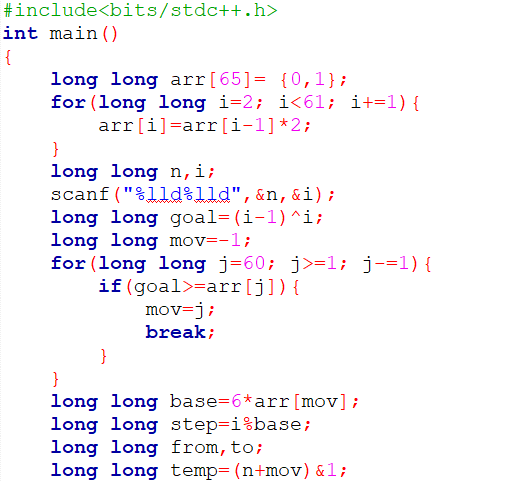 #include<bits/stdc++.h>
int main()
{
    long long arr[65]= {0,1};
    for(long long i=2; i<61; i+=1){
        arr[i]=arr[i-1]*2;
    }
    long long n,i;
    scanf("%lld%lld",&n,&i);
    long long goal=(i-1)^i;
    long long mov=-1;
    for(long long j=60; j>=1; j-=1){
        if(goal>=arr[j]){
            mov=j;
            break;
        }
    }
    long long base=6*arr[mov];
    long long step=i%base;
    long long from,to;
    long long temp=(n+mov)&1;